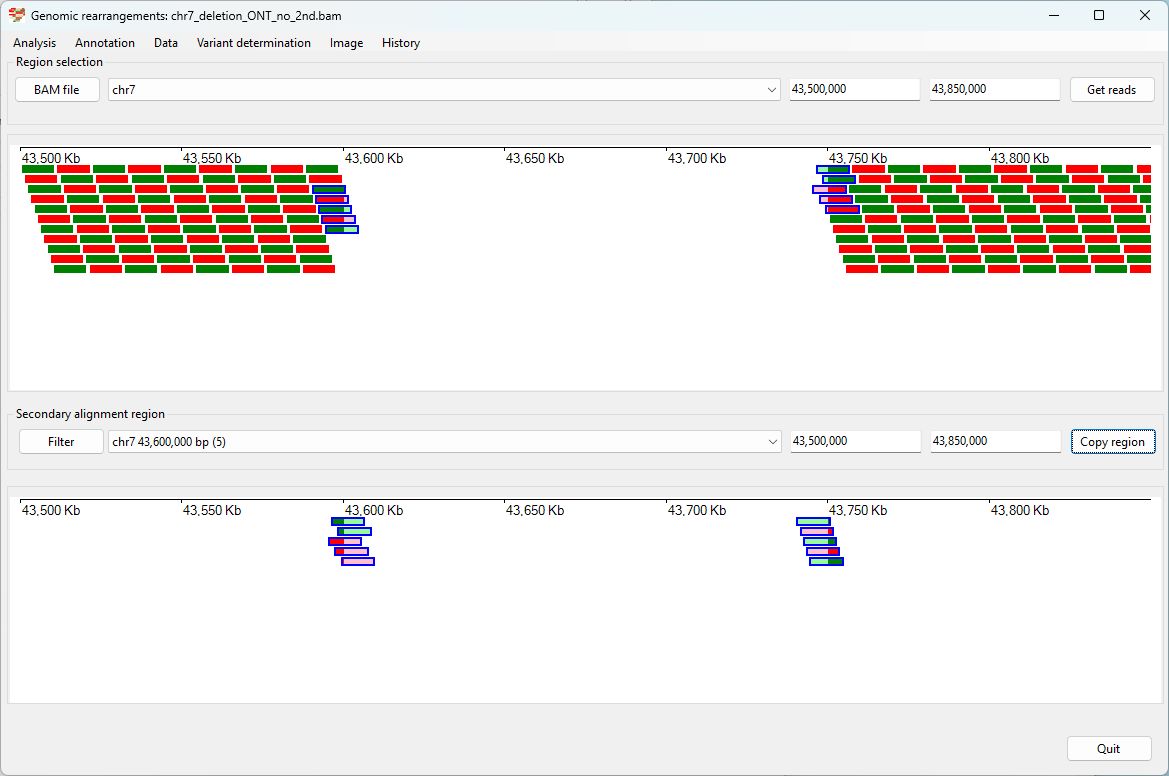 Genomic rearrangements: chr7_deletion_ONT_no_2nd.bam
Analysis Annotation Data Variant determination Image History
Region selection
BAM file chr7 43,500,000 43,850,000 Get reads
43,500 Kb 43,550 Kb 43,600 Kb 43,650 Kb 43,700 Kb 43,750 Kb 43,800 Kb
Secondary alignment region
Filter chr7 43,600,000 bp (5) 43,500,000 43,850,000 Copy region
43,500 Kb 43,550 Kb 43,600 Kb 43,650 Kb 43,700 Kb 43,750 Kb 43,800 Kb
Quit